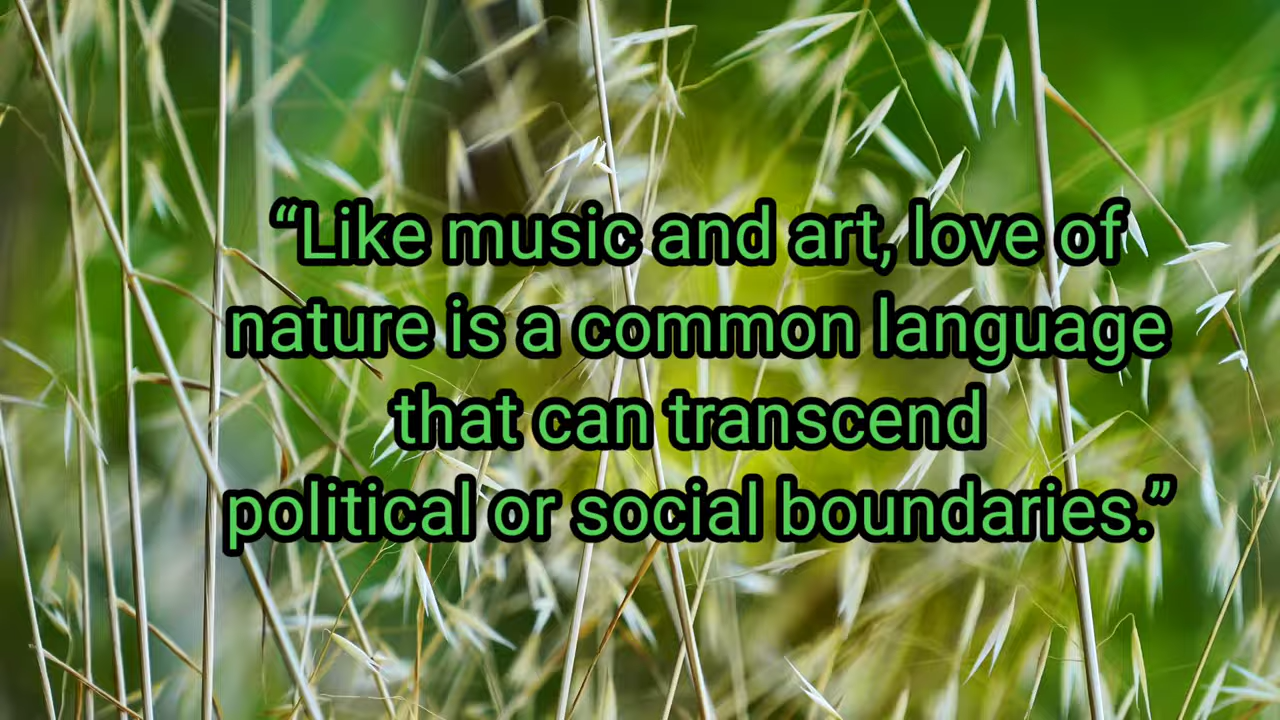 “Like music and art, love of
nature is a common language
that can transcend
political or social boundaries.”